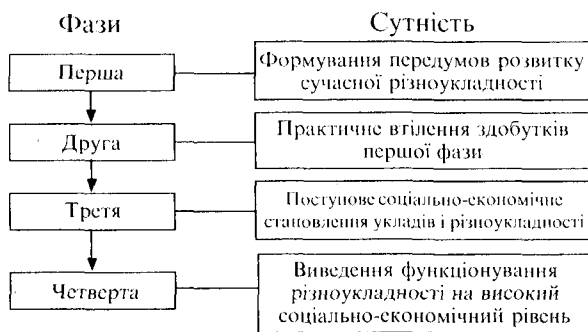 Фази
Сутність
Перша
Формування передумов розвитку
сучасної різноукладності
Друга
Практичне втілення здобутків
першої фази
Третя
Поступове соціально-економічне
становлення укладів і різноукладності
Четверта
Виведення функціонування
різноукладності на високий
соціально-економічний рівень